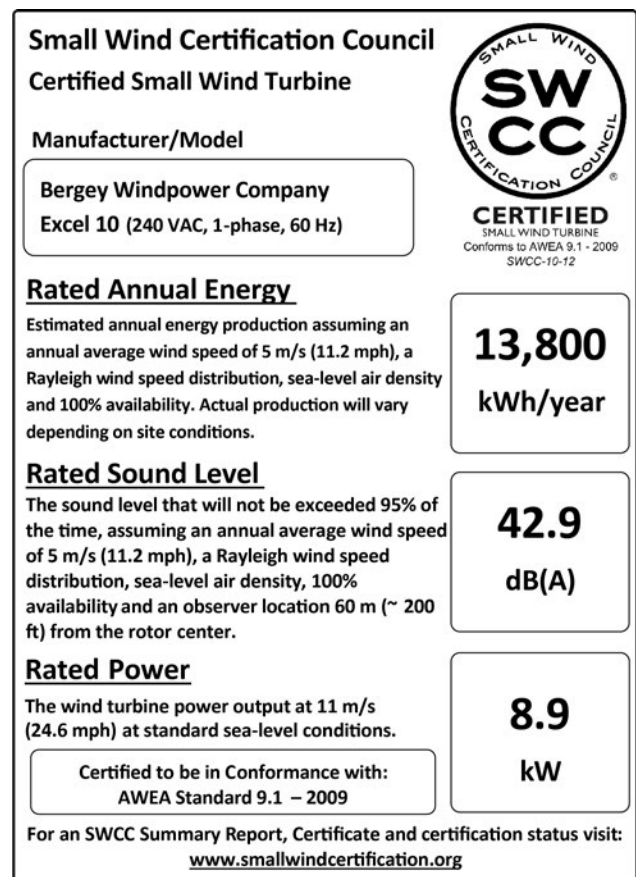 Small Wind Certification Council
Certified Small Wind Turbine
SMALL WIND
SW
CC
CERTIFICATION COUNCIL
®
CERTIFIED
SMALL WIND TURBINE
Conforms to AWEA 9.1 - 2009
SWCC-10-12
Manufacturer/Model
Bergey Windpower Company
Excel 10 (240 VAC, 1-phase, 60 Hz)
Rated Annual Energy
Estimated annual energy production assuming an
annual average wind speed of 5 m/s (11.2 mph), a
Rayleigh wind speed distribution, sea-level air density
and 100% availability. Actual production will vary
depending on site conditions.
13,800
kWh/year
Rated Sound Level
The sound level that will not be exceeded 95% of
the time, assuming an annual average wind speed
of 5 m/s (11.2 mph), a Rayleigh wind speed
distribution, sea-level air density, 100%
availability and an observer location 60 m (~ 200
ft) from the rotor center.
42.9
dB(A)
Rated Power
The wind turbine power output at 11 m/s
(24.6 mph) at standard sea-level conditions.
8.9
kW
Certified to be in Conformance with:
AWEA Standard 9.1 – 2009
For an SWCC Summary Report, Certificate and certification status visit:
www.smallwindcertification.org